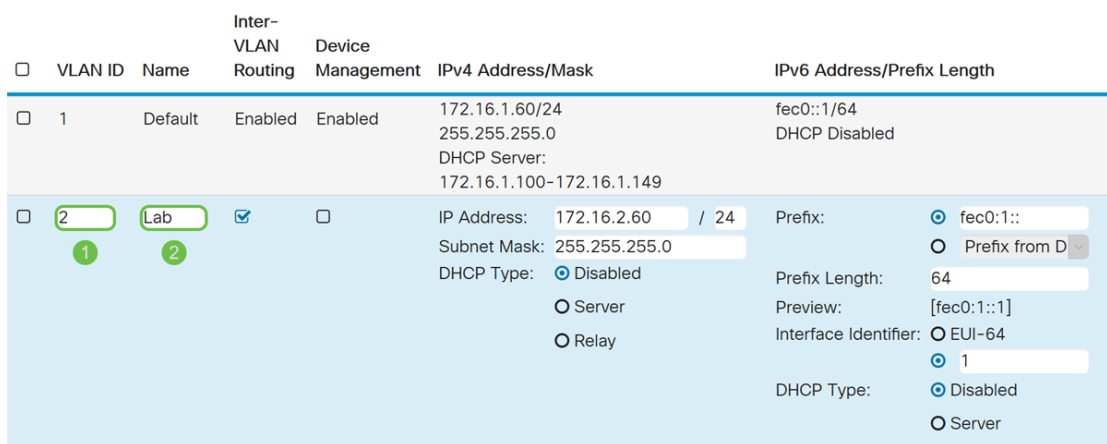 Inter-
VLAN Device
VLAN ID Name Routing Management IPv4 Address/Mask IPv6 Address/Prefix Length
1 Default Enabled Enabled 172.16.1.60/24 fec0::1/64
255.255.255.0 DHCP Disabled
DHCP Server:
172.16.1.100-172.16.1.149
2 Lab IP Address: 172.16.2.60 / 24 Prefix: fec0:1::
1 2 Subnet Mask: 255.255.255.0 Prefix from D
DHCP Type: Disabled Prefix Length: 64
Server Preview: [fec0:1::1]
Relay Interface Identifier: EUI-64
1
DHCP Type: Disabled
Server